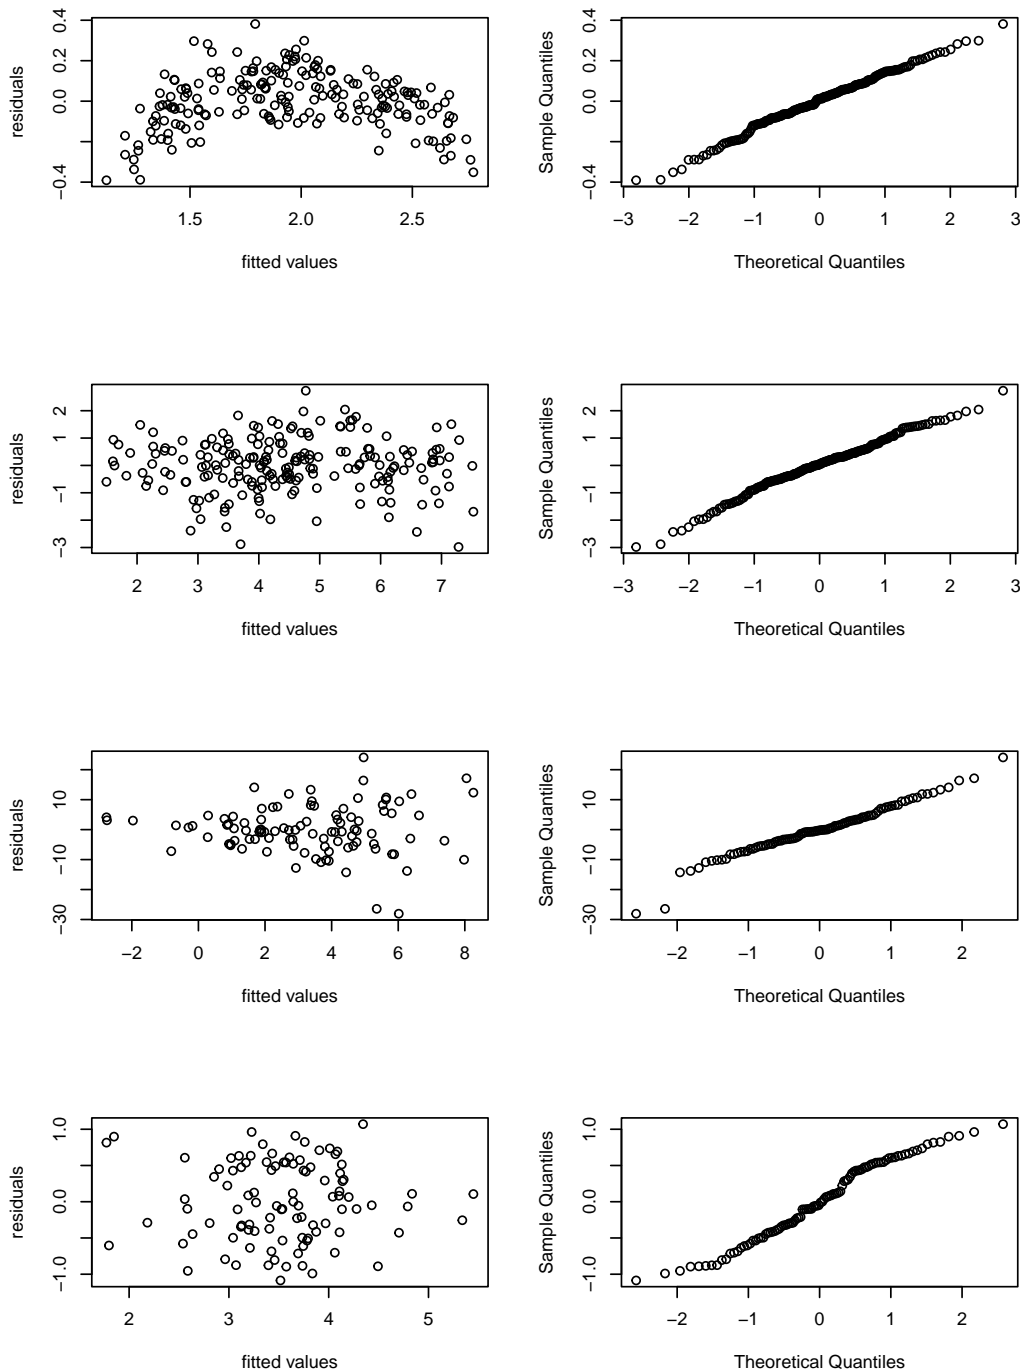 residuals
−0.4 0.0 0.2 0.4
1.5 2.0 2.5
fitted values
Sample Quantiles
−0.4 0.0 0.2 0.4
−3 −2 −1 0 1 2 3
Theoretical Quantiles
residuals
−3 −1 1 2
2 3 4 5 6 7
fitted values
Sample Quantiles
−3 −1 1 2
−3 −2 −1 0 1 2 3
Theoretical Quantiles
residuals
−30 −10 10
−2 0 2 4 6 8
fitted values
Sample Quantiles
−30 −10 10
−2 −1 0 1 2
Theoretical Quantiles
residuals
−1.0 0.0 1.0
2 3 4 5
fitted values
Sample Quantiles
−1.0 0.0 1.0
−2 −1 0 1 2
Theoretical Quantiles